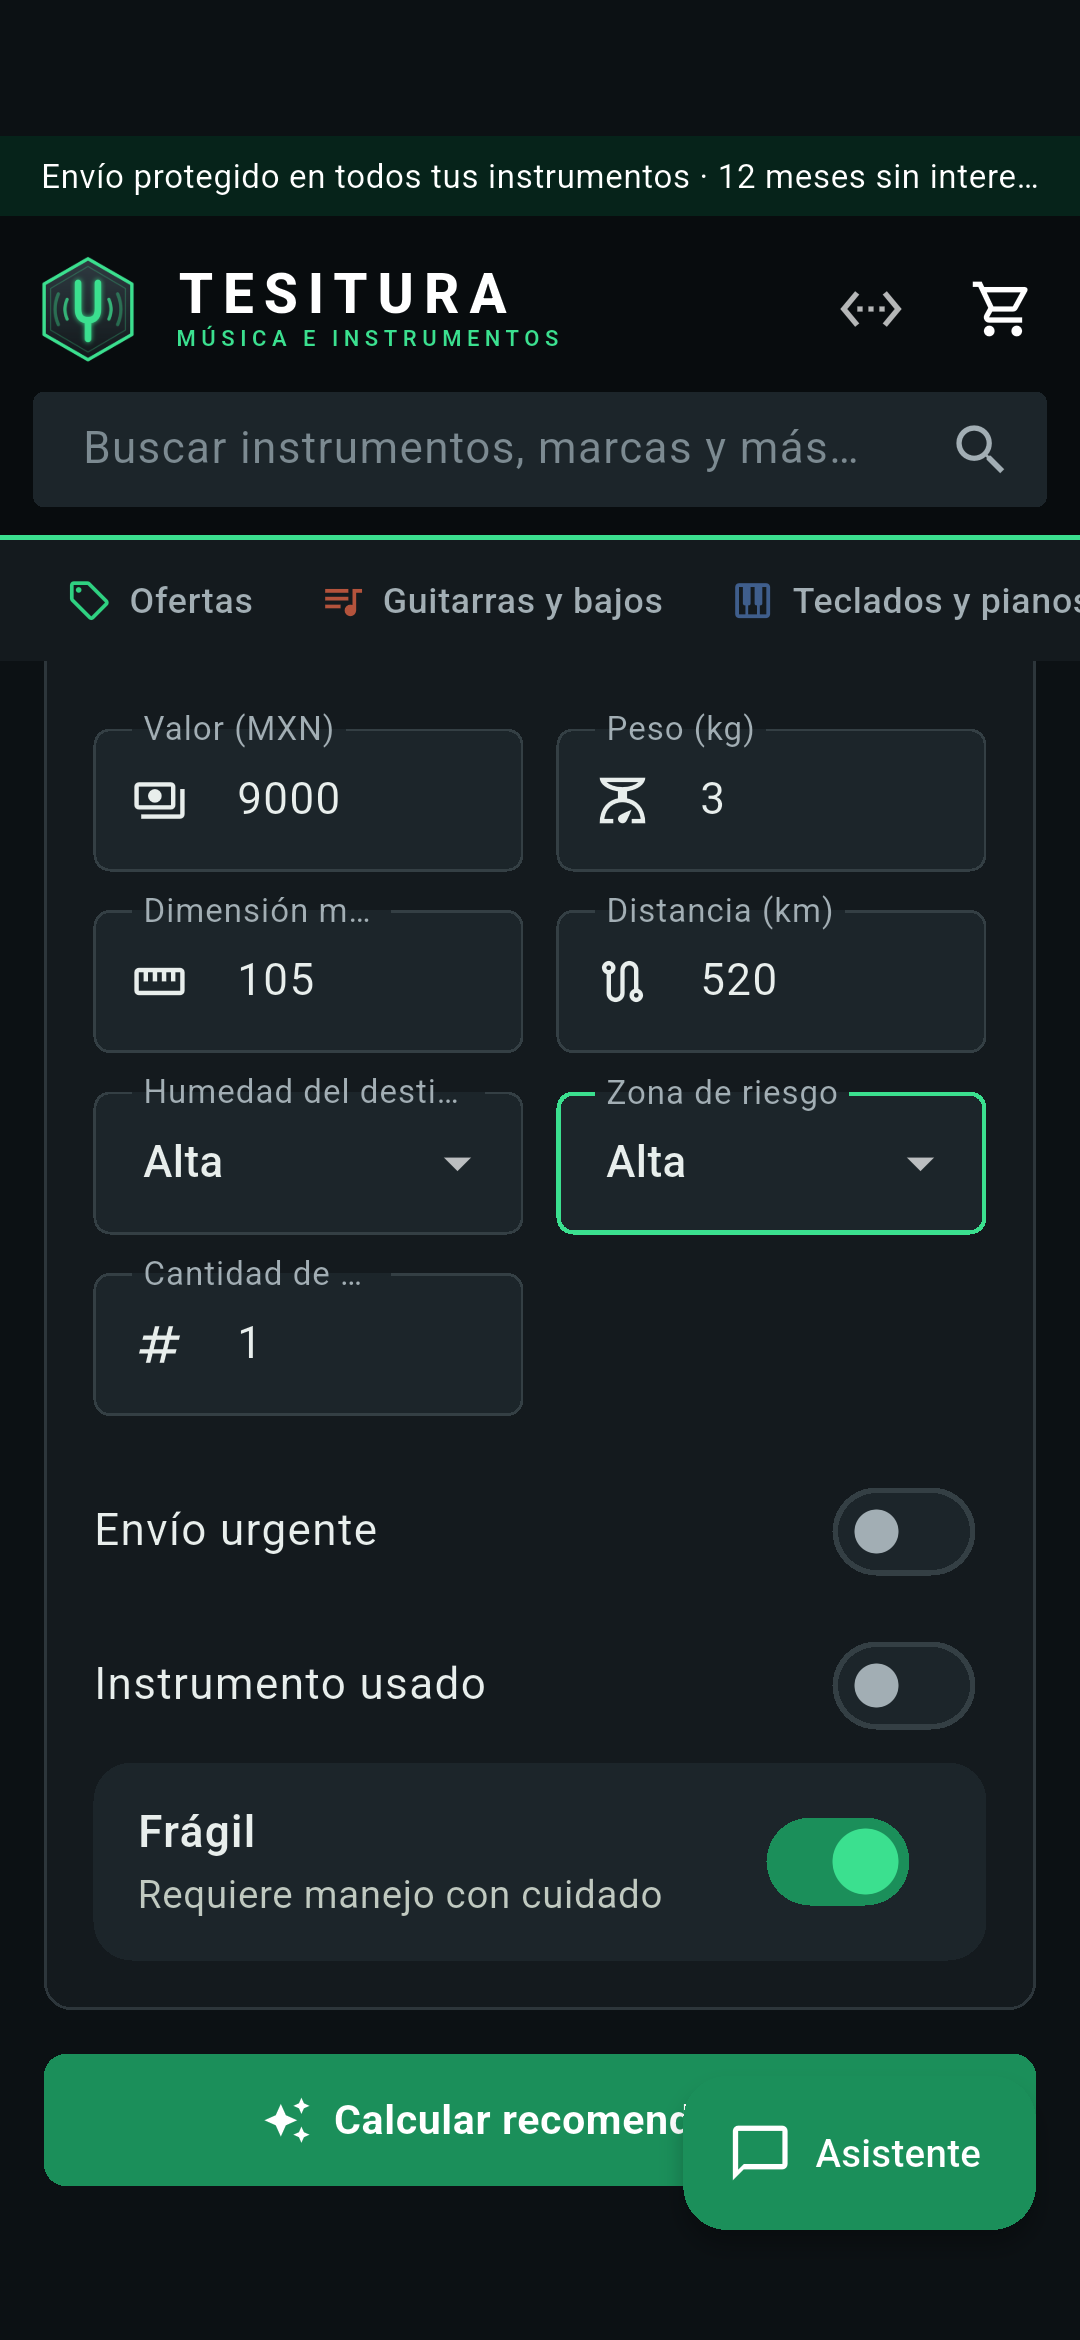 Envío protegido en todos tus instrumentos · 12 meses sin intere…
TESITURA
MÚSICA E INSTRUMENTOS
Buscar instrumentos, marcas y más…
Ofertas
Guitarras y bajos
Teclados y pianos
Valor (MXN)
9000
Peso (kg)
3
Dimensión m…
105
Distancia (km)
520
Humedad del desti…
Alta
Zona de riesgo
Alta
Cantidad de …
1
Envío urgente
Instrumento usado
Frágil
Requiere manejo con cuidado
Calcular recomend
Asistente